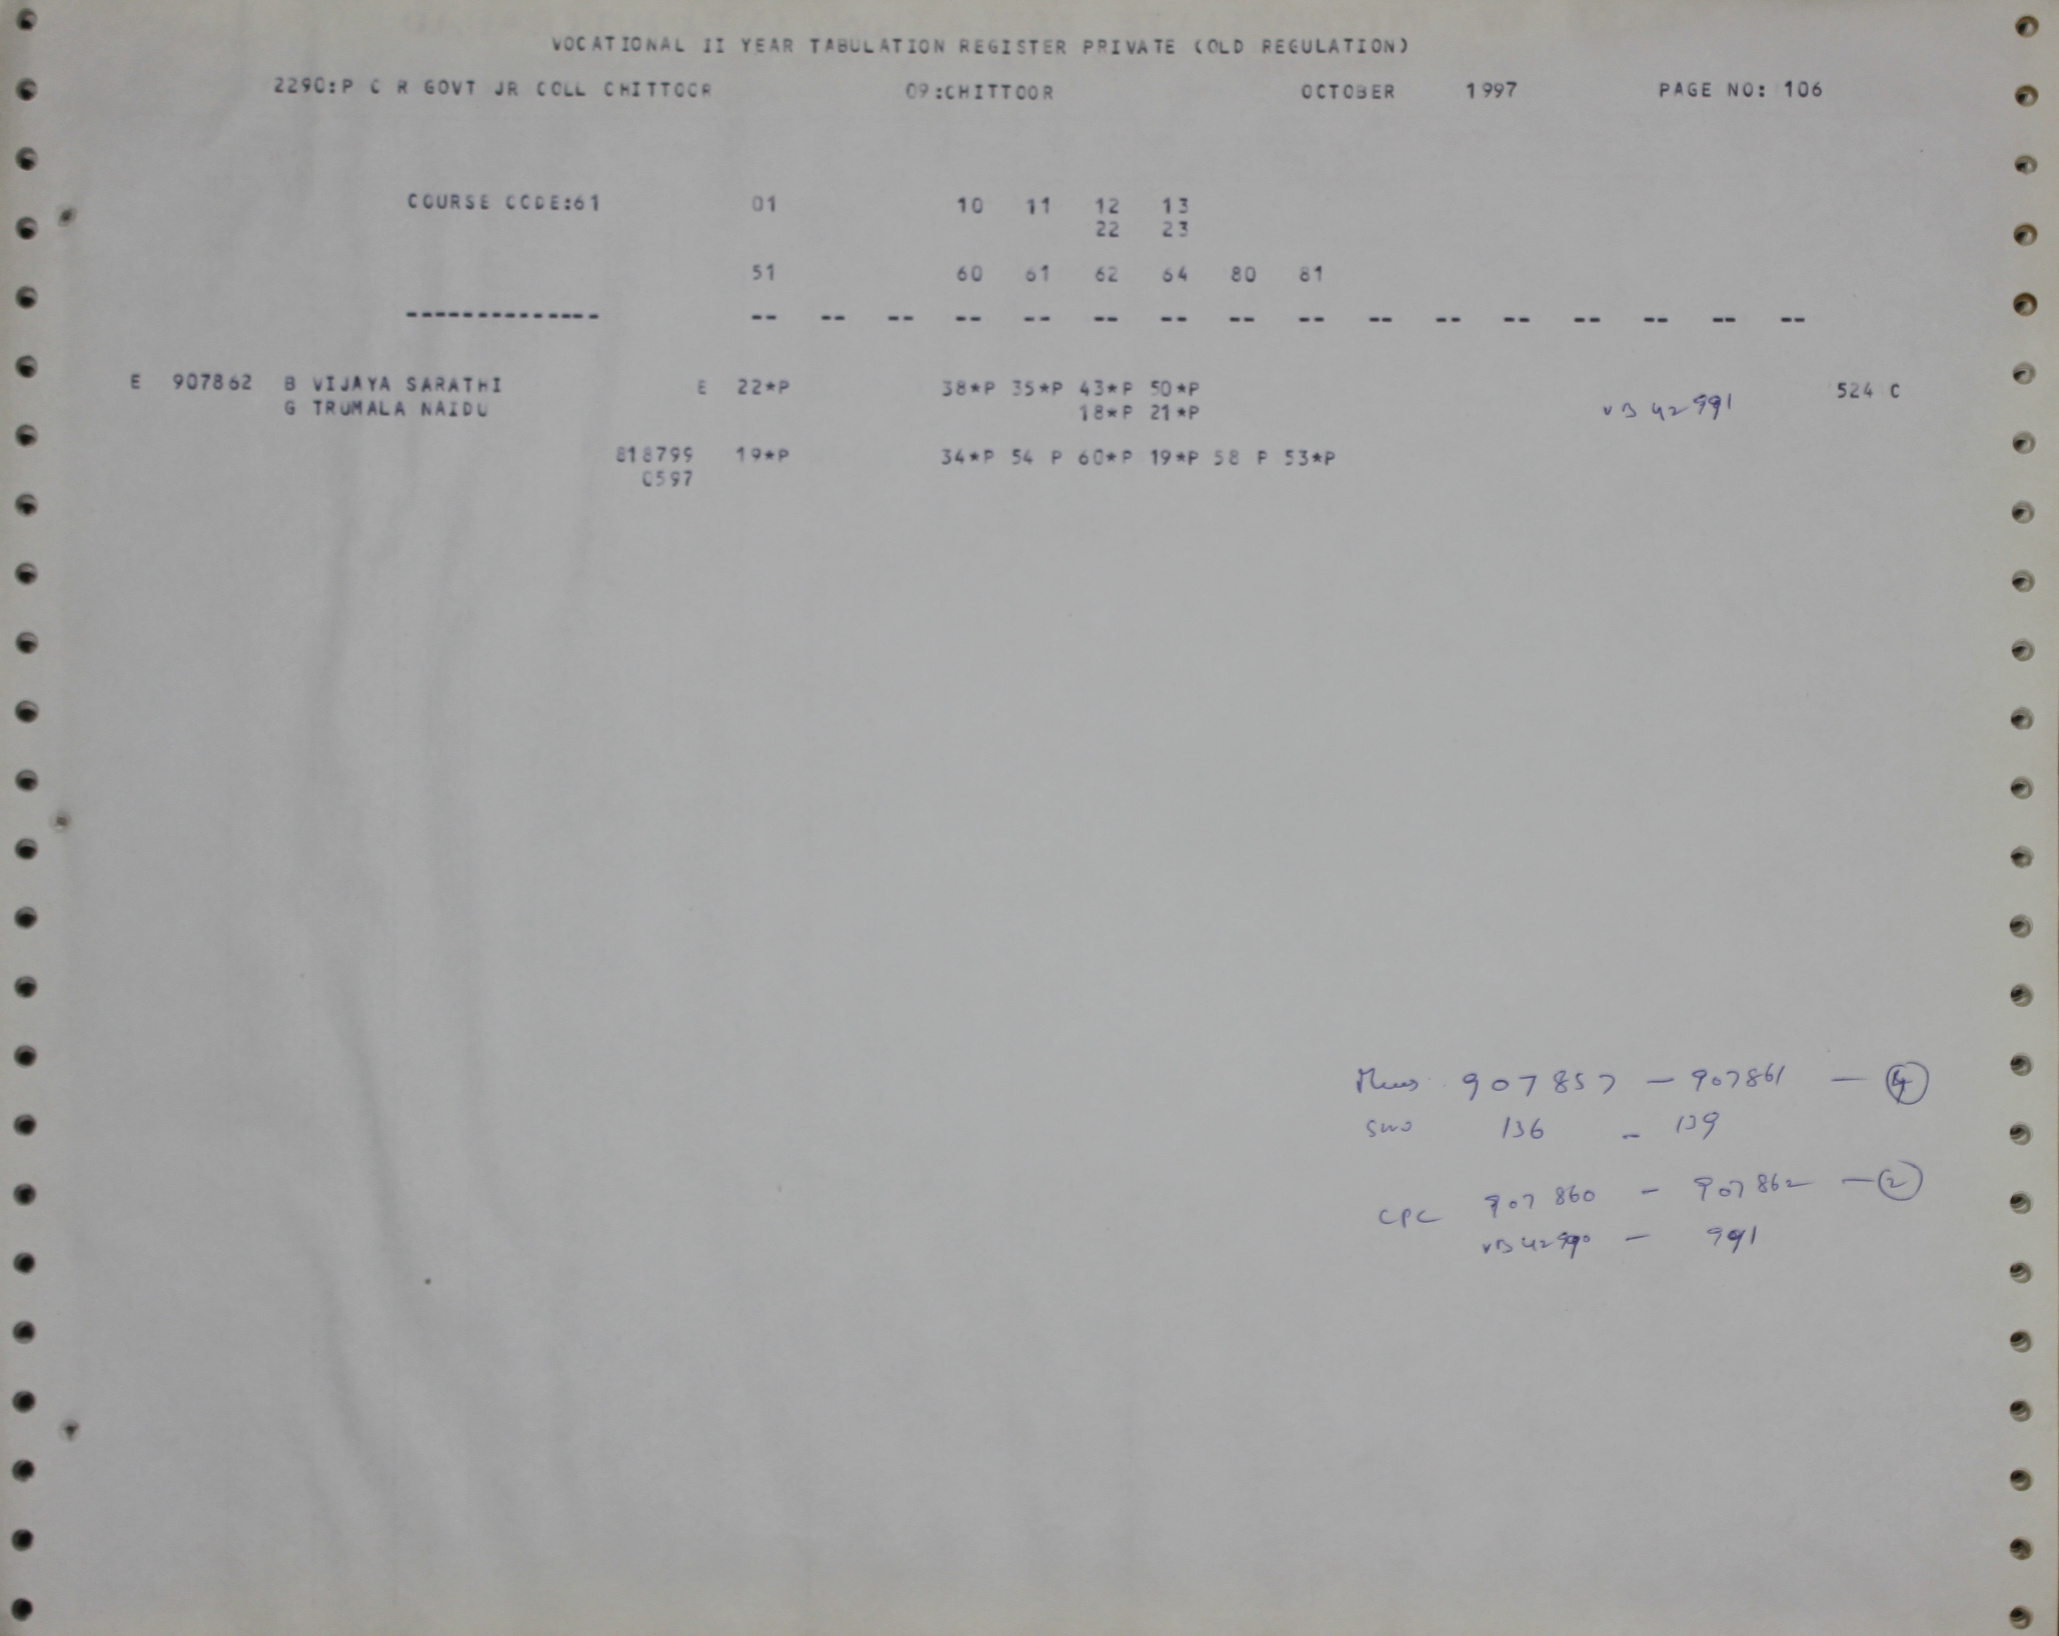 VOCATIONAL II YEAR TABULATION REGISTER PRIVATE (OLD REGULATION)
2290:P C R GOVT JR COLL CHITTOOR 09:CHITTOOR OCTOBER 1997 PAGE NO: 106
COURSE CODE:61 01 10 11 12 13
22 23
51 60 61 62 64 80 81
-------------- -- -- -- -- -- -- -- -- -- -- -- -- -- -- -- --
E 907862 B VIJAYA SARATHI E 22*P 38*P 35*P 43*P 50*P 524 C
G TRUMALA NAIDU 18*P 21*P VB 42991
818799 19*P 34*P 54 P 60*P 19*P 58 P 53*P
0597
907857 - 907861 - 4
136 - 139
CPC 907860 - 907862 - 2
VB 42990 - 991